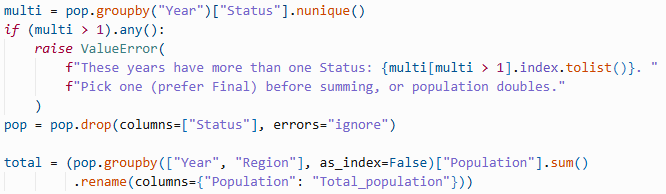 multi = pop.groupby("Year")["Status"].nunique()
if (multi > 1).any():
    raise ValueError(
        f"These years have more than one Status: {multi[multi > 1].index.tolist()}. "
        f"Pick one (prefer Final) before summing, or population doubles."
    )
pop = pop.drop(columns=["Status"], errors="ignore")

total = (pop.groupby(["Year", "Region"], as_index=False)["Population"].sum()
         .rename(columns={"Population": "Total_population"}))